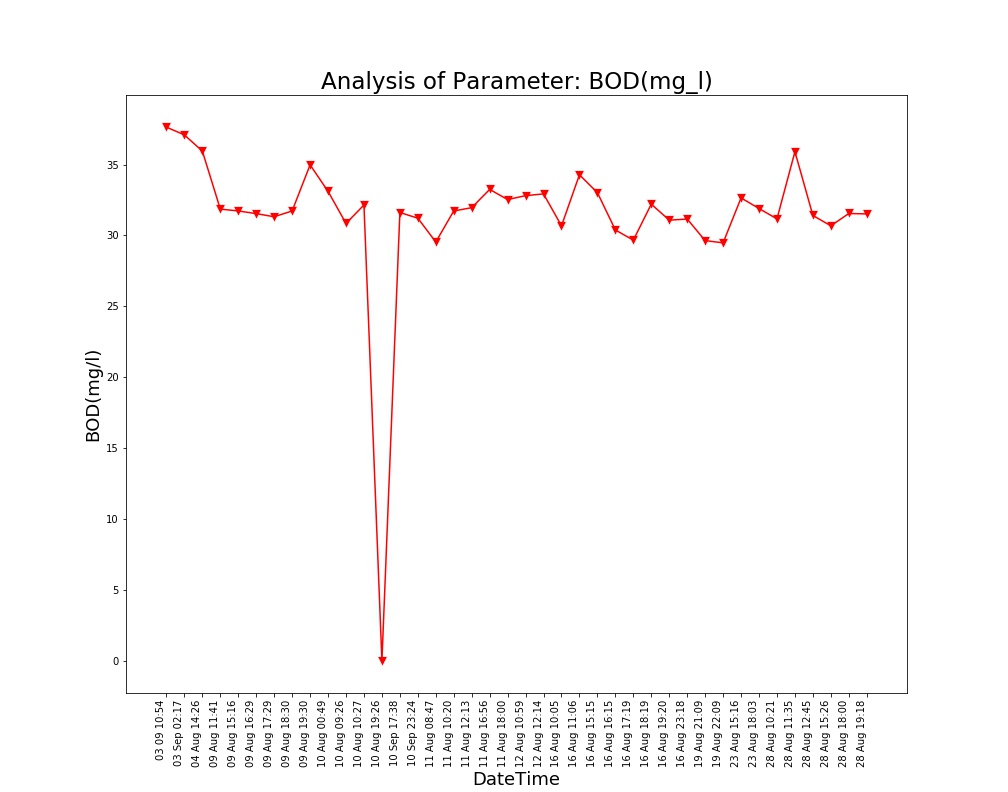 Analysis of Parameter: BOD(mg_l)
BOD(mg/l)
35
30
25
20
15
10
5
0
03 09 10:54
03 Sep 02:17
04 Aug 14:26
09 Aug 11:41
09 Aug 15:16
09 Aug 16:29
09 Aug 17:29
09 Aug 18:30
09 Aug 19:30
10 Aug 00:49
10 Aug 09:26
10 Aug 10:27
10 Aug 19:26
10 Sep 17:38
10 Sep 23:24
11 Aug 08:47
11 Aug 10:20
11 Aug 12:13
11 Aug 16:56
11 Aug 18:00
12 Aug 10:59
12 Aug 12:14
16 Aug 10:05
16 Aug 11:06
16 Aug 15:15
16 Aug 16:15
16 Aug 17:19
16 Aug 18:19
16 Aug 19:20
16 Aug 23:18
19 Aug 21:09
19 Aug 22:09
23 Aug 15:16
23 Aug 18:03
28 Aug 10:21
28 Aug 11:35
28 Aug 12:45
28 Aug 15:26
28 Aug 18:00
28 Aug 19:18
DateTime